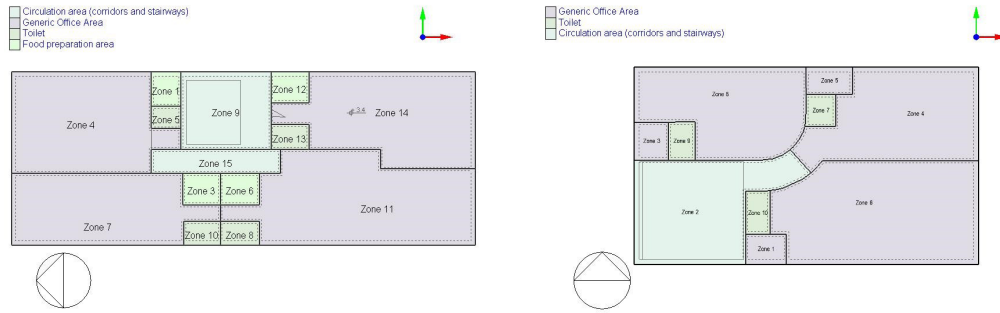 Circulation area (corridors and stairways)
Generic Office Area
Toilet
Food preparation area
Zone 1
Zone 12
Zone 9
3.4
Zone 14
Zone 4
Zone 5
Zone 13
Zone 15
Zone 3
Zone 6
Zone 11
Zone 7
Zone 10
Zone 8
Generic Office Area
Toilet
Circulation area (corridors and stairways)
Zone 5
Zone 6
Zone 7
Zone 4
Zone 3
Zone 9
Zone 2
Zone 10
Zone 8
Zone 1